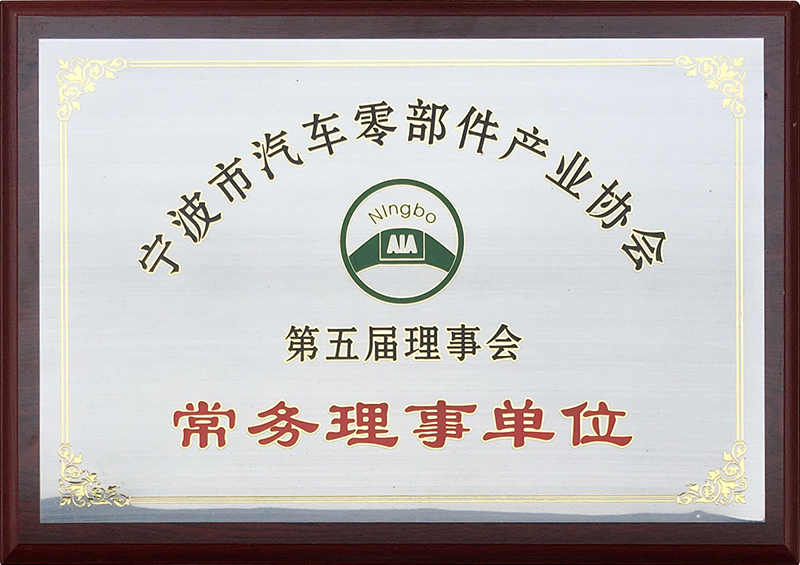 宁波市汽车零部件产业协会
NIngbo
AIA
第五届理事会
常务理事单位